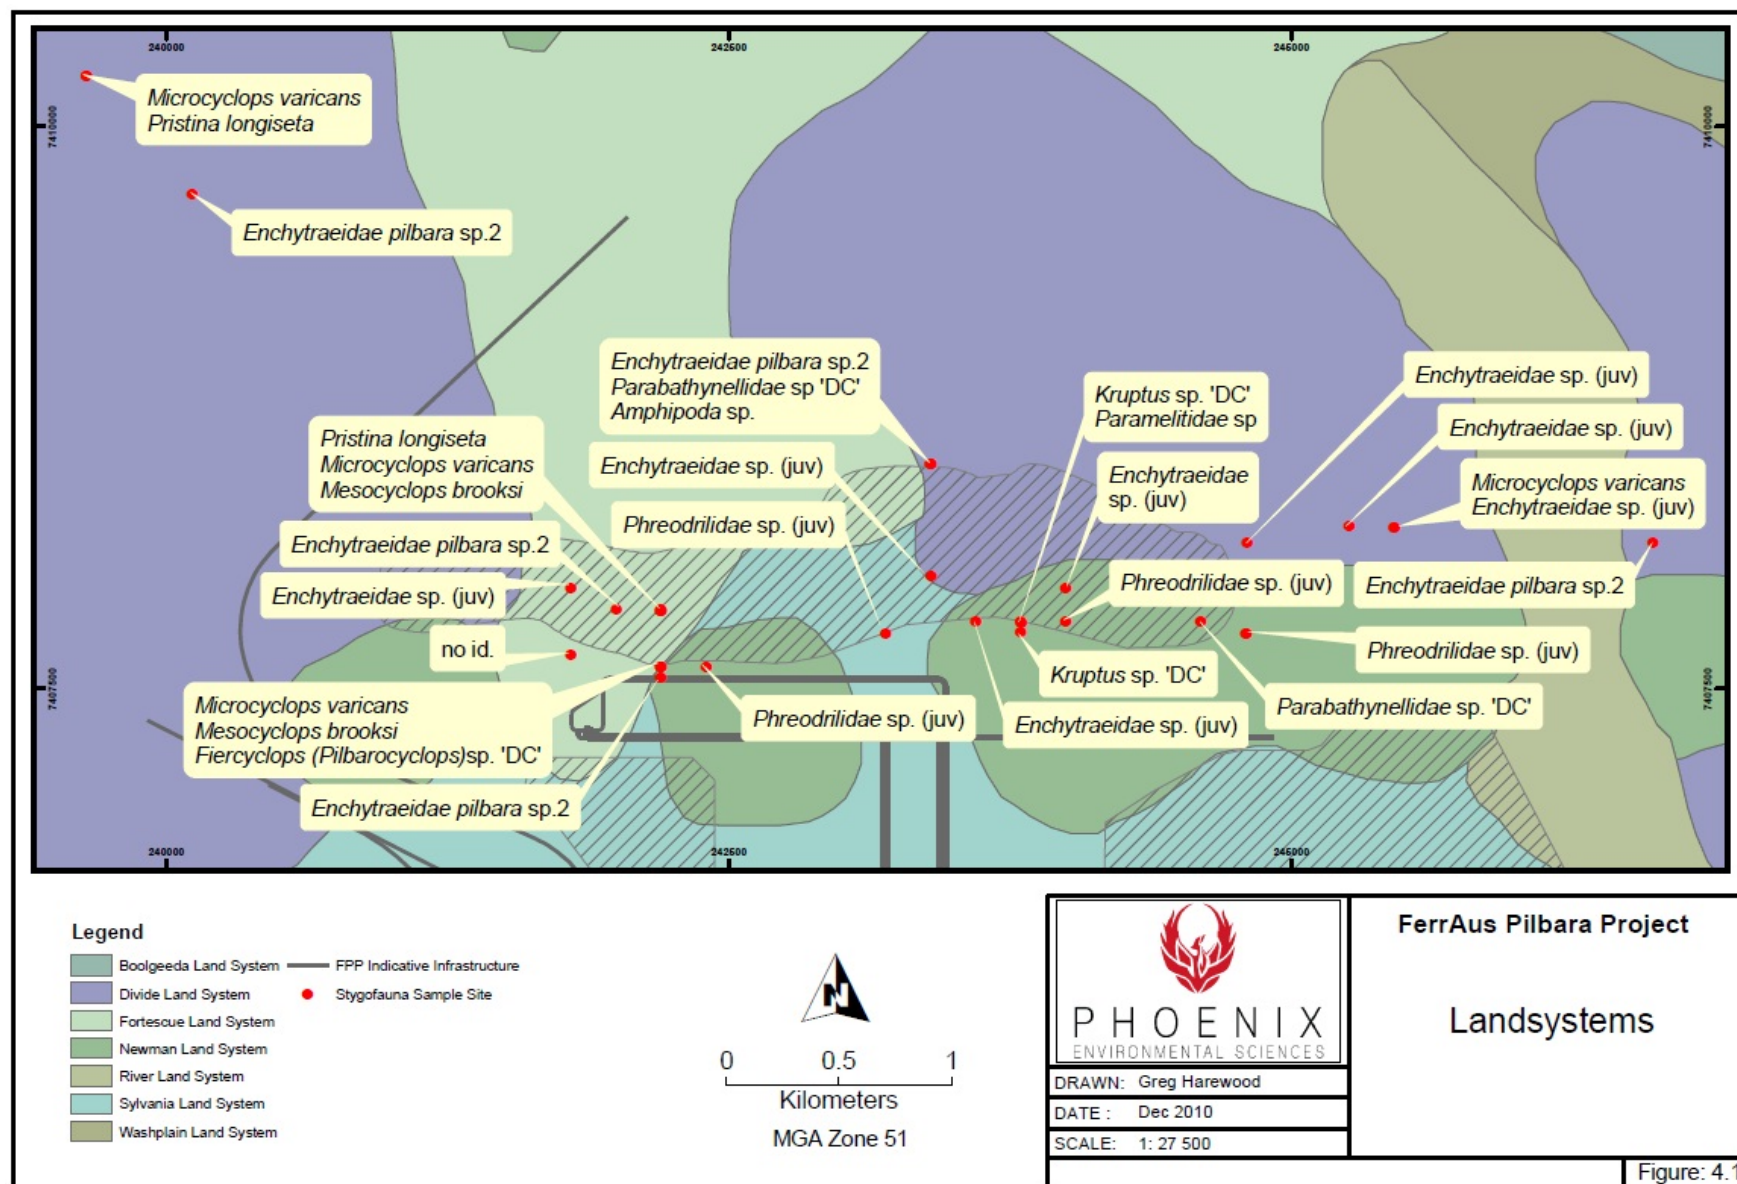 240000
242500
245000
7410000
7410000
Microcyclops varicans
Pristina longiseta
Enchytraeidae pilbara sp.2
Enchytraeidae pilbara sp.2
Parabathynellidae sp 'DC'
Amphipoda sp.
Kruptus sp. 'DC'
Paramelitidae sp
Enchytraeidae sp. (juv)
Enchytraeidae sp. (juv)
Pristina longiseta
Microcyclops varicans
Mesocyclops brooksi
Enchytraeidae sp. (juv)
Enchytraeidae
sp. (juv)
Microcyclops varicans
Enchytraeidae sp. (juv)
Phreodrilidae sp. (juv)
Enchytraeidae pilbara sp.2
Enchytraeidae sp. (juv)
Phreodrilidae sp. (juv)
Enchytraeidae pilbara sp.2
no id.
Phreodrilidae sp. (juv)
Kruptus sp. 'DC'
7407500
7407500
Microcyclops varicans
Mesocyclops brooksi
Fiercyclops (Pilbarocyclops)sp. 'DC'
Phreodrilidae sp. (juv)
Enchytraeidae sp. (juv)
Parabathynellidae sp. 'DC'
Enchytraeidae pilbara sp.2
240000
242500
245000
Legend
Boolgeeda Land System
Divide Land System
Fortescue Land System
Newman Land System
River Land System
Sylvania Land System
Washplain Land System
FPP Indicative Infrastructure
Stygofauna Sample Site
N
0 0.5 1
Kilometers
MGA Zone 51
PHOENIX
ENVIRONMENTAL SCIENCES
DRAWN: Greg Harewood
DATE : Dec 2010
SCALE: 1: 27 500
FerrAus Pilbara Project
Landsystems
Figure: 4.1